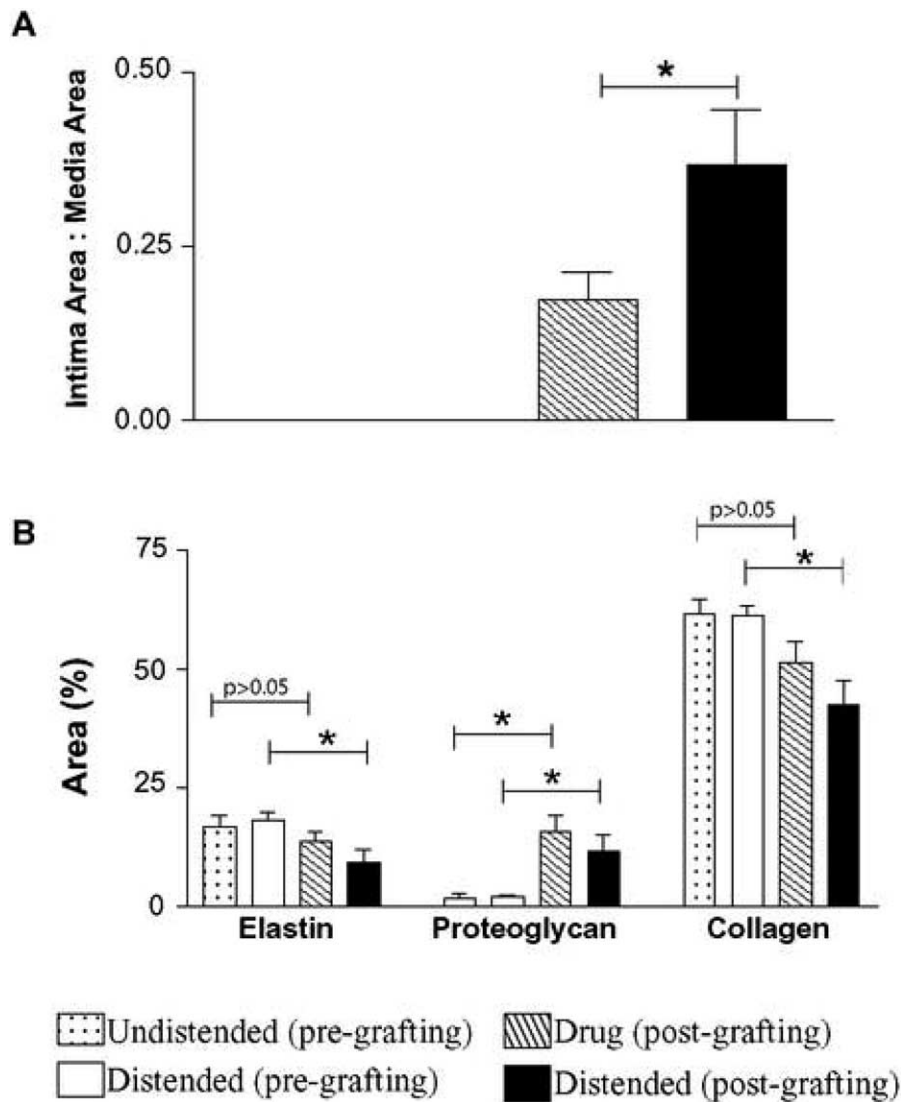 A
Intima Area : Media Area
0.50
0.25
0.00
*
B
Area (%)
75
50
25
0
p>0.05
*
*
*
p>0.05
*
Elastin
Proteoglycan
Collagen
Undistended (pre-grafting)
Drug (post-grafting)
Distended (pre-grafting)
Distended (post-grafting)